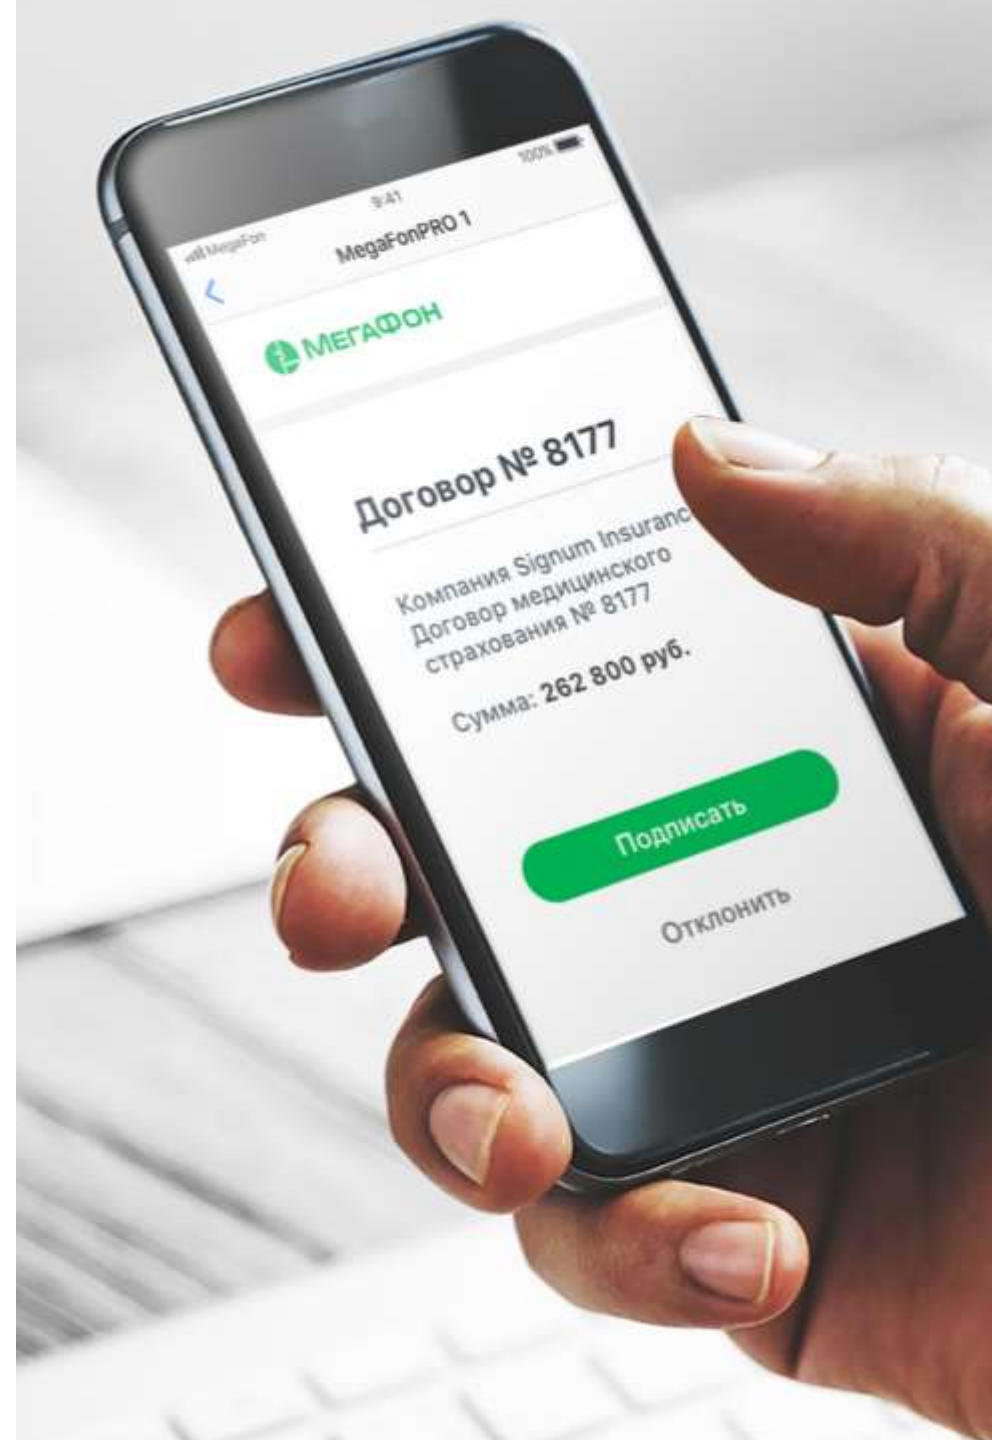 MegaFon 9:41 100%
MegaFonPRO 1
МЕГАФОН
Договор № 8177
Компания Signum Insuranc
Договор медицинского
страхования № 8177
Сумма: 262 800 руб.
Подписать
Отклонить